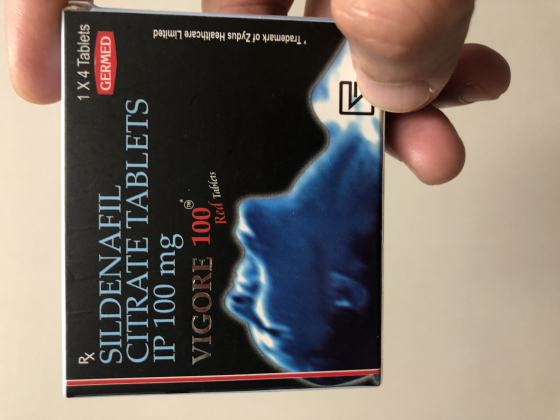 1 X 4 Tablets
GERMED
Rx
SILDENAFIL
CITRATE TABLETS
IP 100 mg
VIGORE 100™*
Red Tablets
*Trademark of Zydus Healthcare Limited